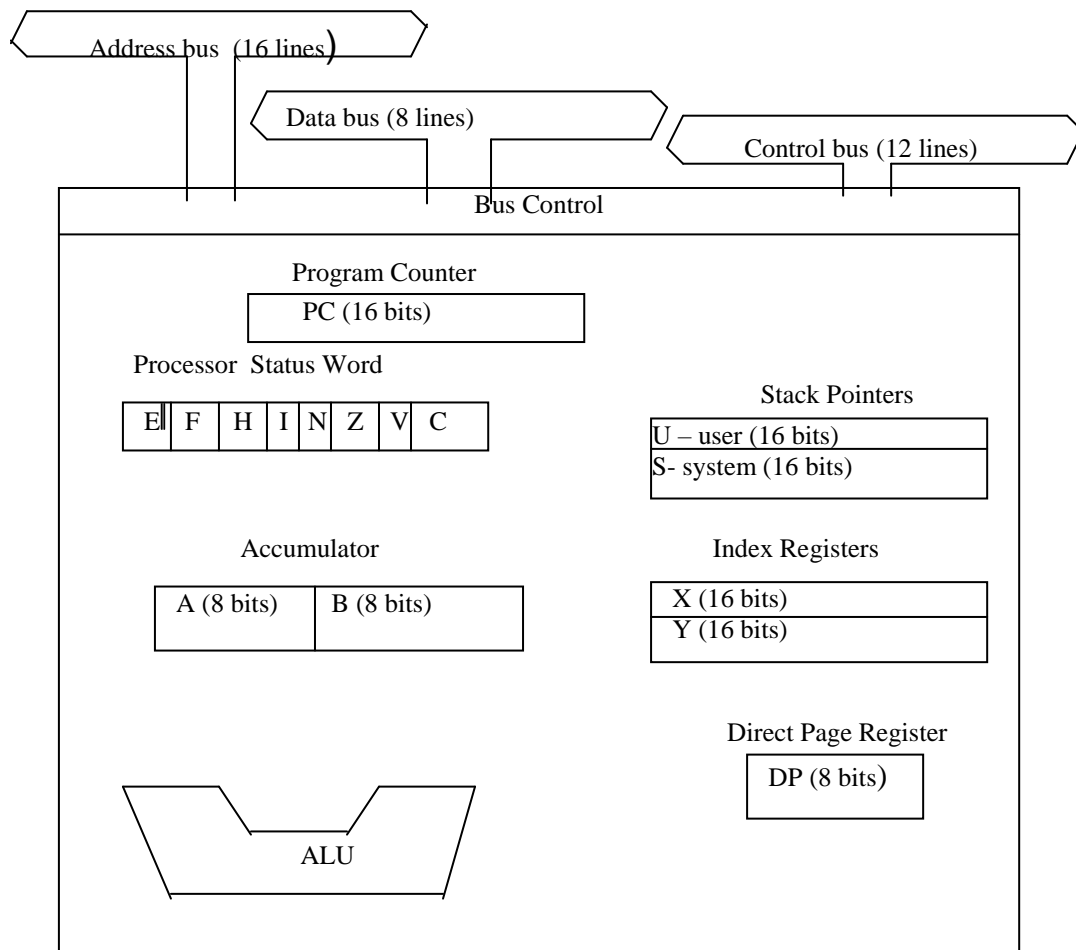 Address bus (16 lines)
Data bus (8 lines)
Control bus (12 lines)
Bus Control
Program Counter
PC (16 bits)
Processor Status Word
E F H I N Z V C
Stack Pointers
U – user (16 bits)
S- system (16 bits)
Accumulator
A (8 bits) B (8 bits)
Index Registers
X (16 bits)
Y (16 bits)
Direct Page Register
DP (8 bits)
ALU